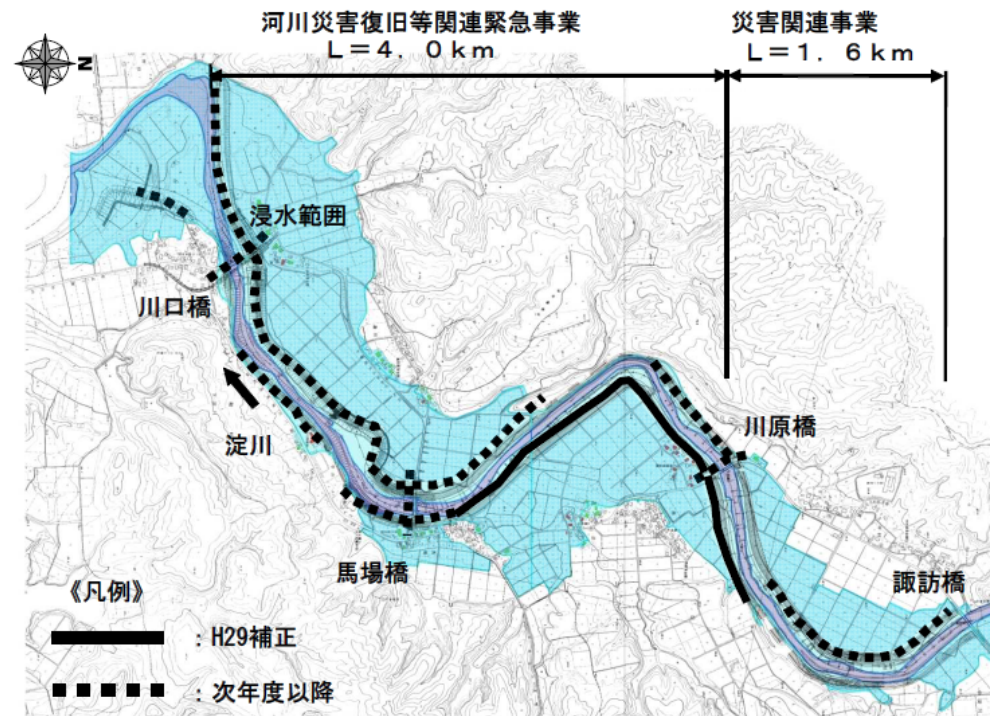 河川災害復旧等関連緊急事業
L=4．0km
災害関連事業
L=1．6km
N
浸水範囲
川口橋
淀川
川原橋
馬場橋
諏訪橋
《凡例》
：H29補正
：次年度以降